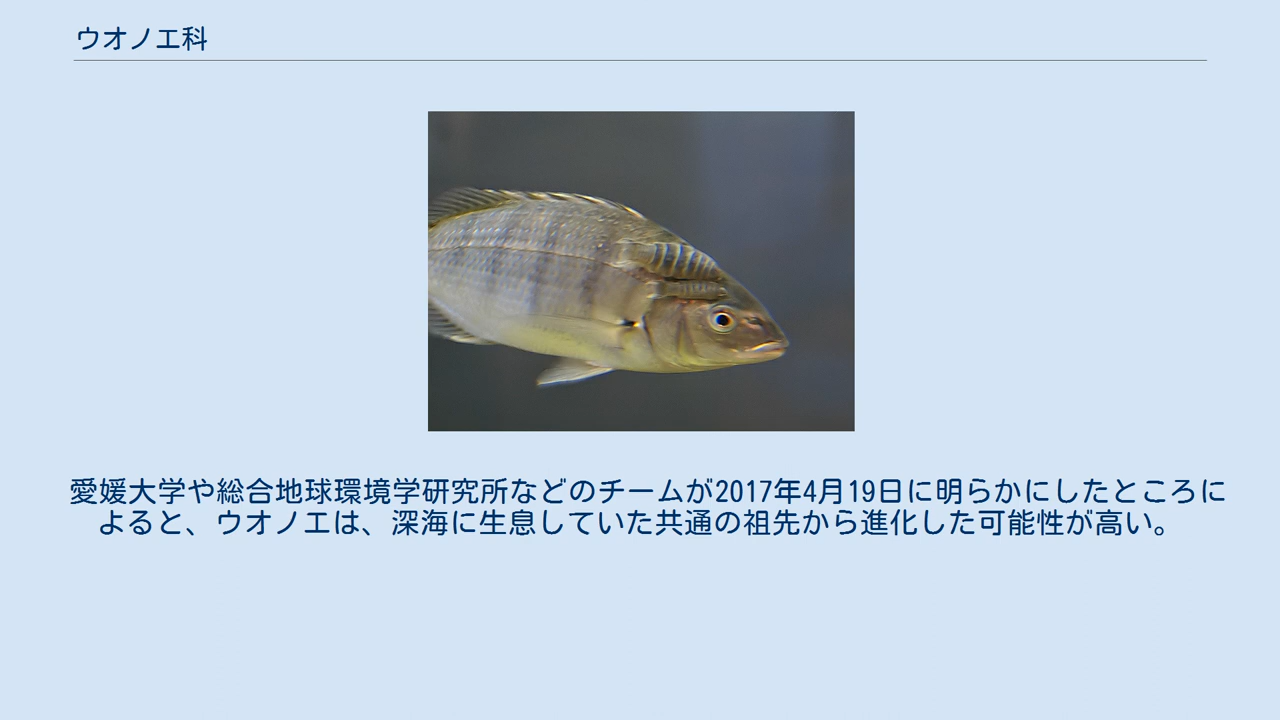 ウオノエ科
愛媛大学や総合地球環境学研究所などのチームが2017年4月19日に明らかにしたところに
よると、ウオノエは、深海に生息していた共通の祖先から進化した可能性が高い。